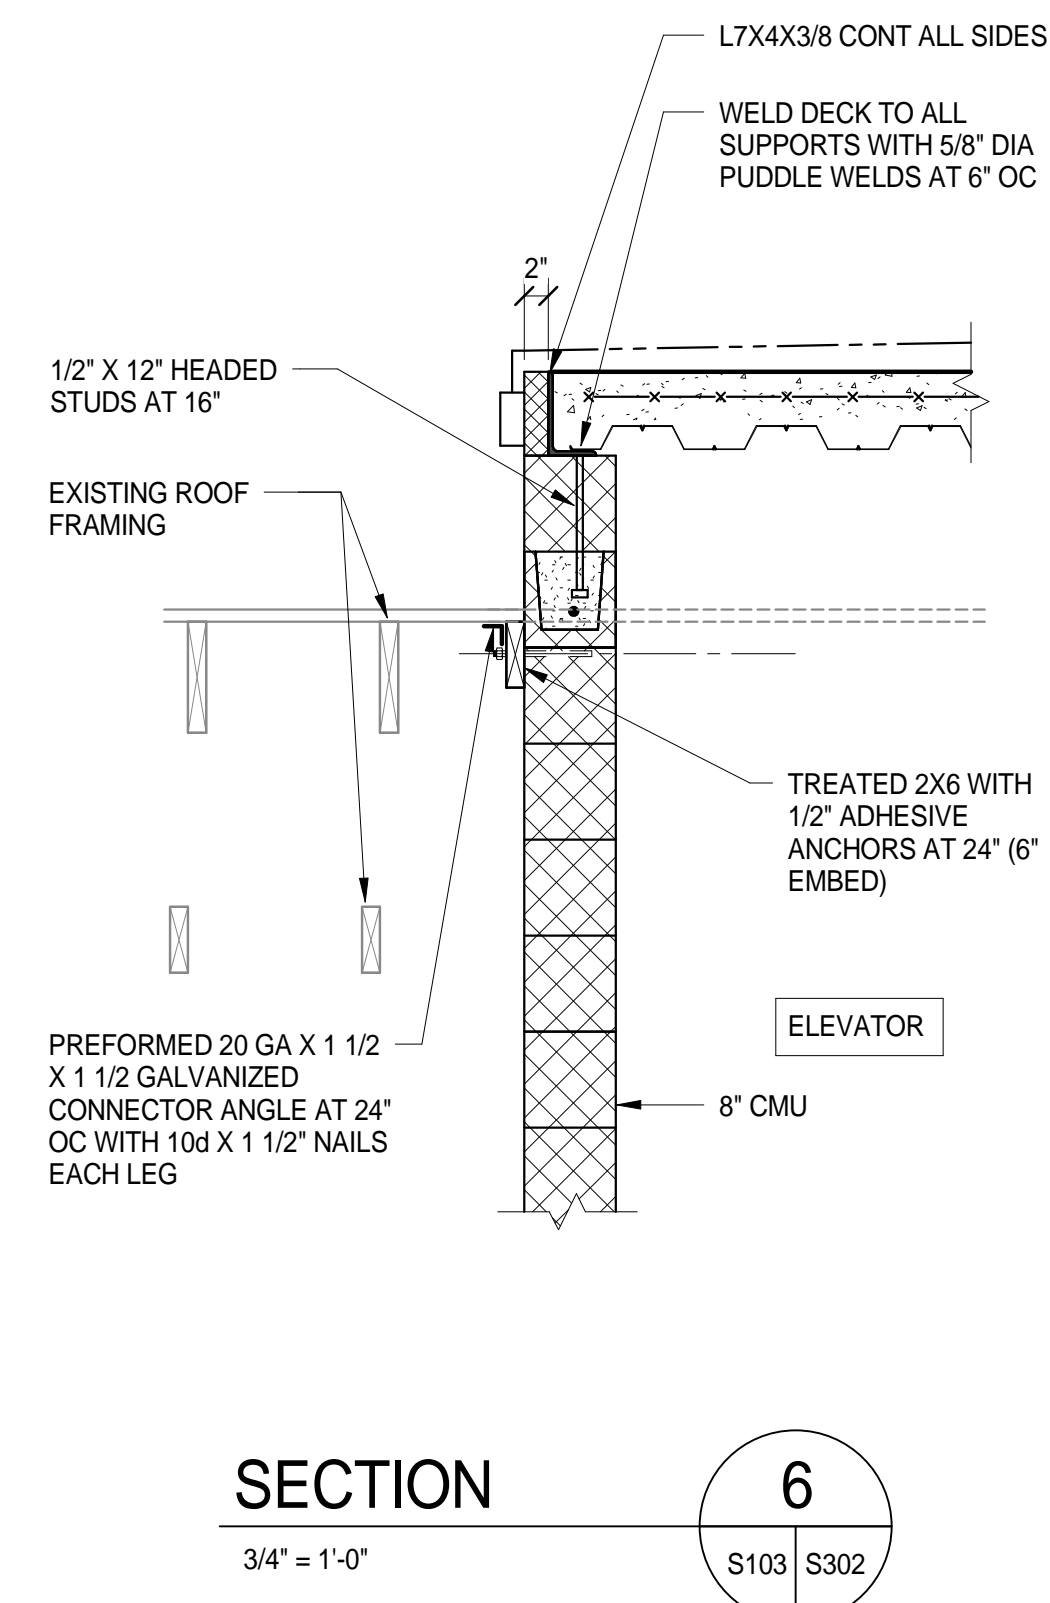 L7X4X3/8 CONT ALL SIDES
WELD DECK TO ALL
SUPPORTS WITH 5/8" DIA
PUDDLE WELDS AT 6" OC
2"
1/2" X 12" HEADED
STUDS AT 16"
EXISTING ROOF
FRAMING
TREATED 2X6 WITH
1/2" ADHESIVE
ANCHORS AT 24" (6"
EMBED)
ELEVATOR
PREFORMED 20 GA X 1 1/2
X 1 1/2 GALVANIZED
CONNECTOR ANGLE AT 24"
OC WITH 10d X 1 1/2" NAILS
EACH LEG
8" CMU
SECTION
6
3/4" = 1'-0"
S103 S302